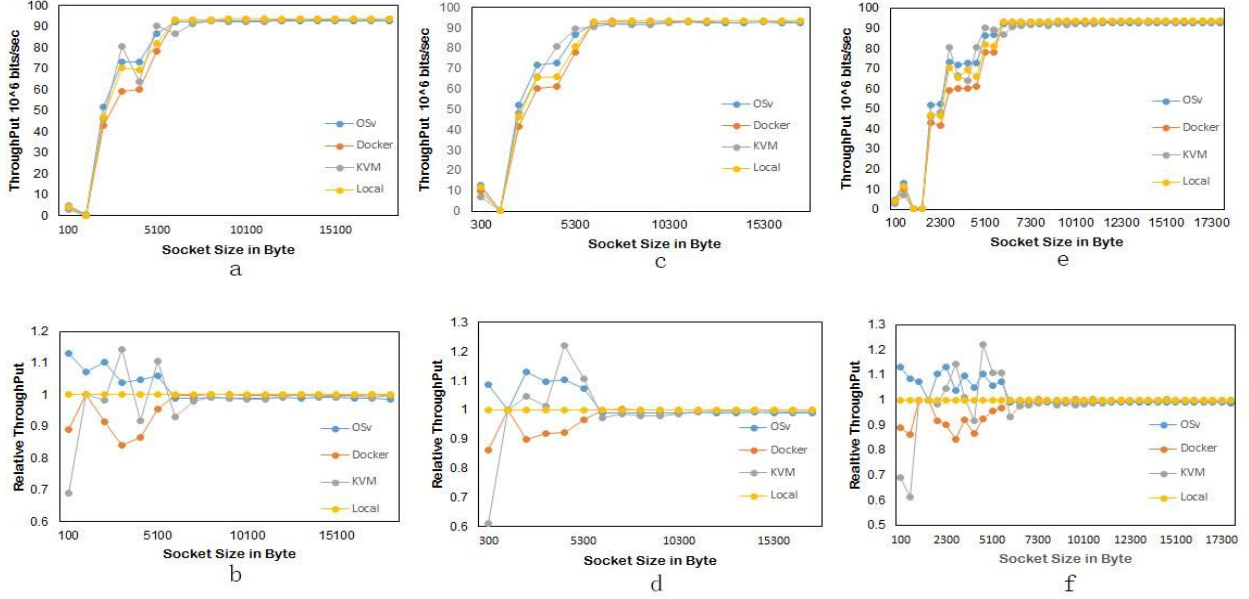 ThroughPut 10^6 bits/sec
100
90
80
70
60
50
40
30
20
10
0
OSv
Docker
KVM
Local
100 5100 10100 15100
Socket Size in Byte
a
ThroughPut 10^6 bits/sec
100
90
80
70
60
50
40
30
20
10
0
OSv
Docker
KVM
Local
300 5300 10300 15300
Socket Size in Byte
c
ThroughPut 10^6 bits/sec
100
90
80
70
60
50
40
30
20
10
0
OSv
Docker
KVM
Local
100 2300 5100 7300 10100 12300 15100 17300
Socket Size in Byte
e
Relative ThroughPut
1.2
1.1
1
0.9
0.8
0.7
0.6
OSv
Docker
KVM
Local
100 5100 10100 15100
Socket Size in Byte
b
Relative ThroughPut
1.3
1.2
1.1
1
0.9
0.8
0.7
0.6
OSv
Docker
KVM
Local
300 5300 10300 15300
Socket Size in Byte
d
Realtive ThroughPut
1.3
1.2
1.1
1
0.9
0.8
0.7
0.6
0.5
OSv
Docker
KVM
Local
100 2300 5100 7300 10100 12300 15100 17300
Socket Size in Byte
f